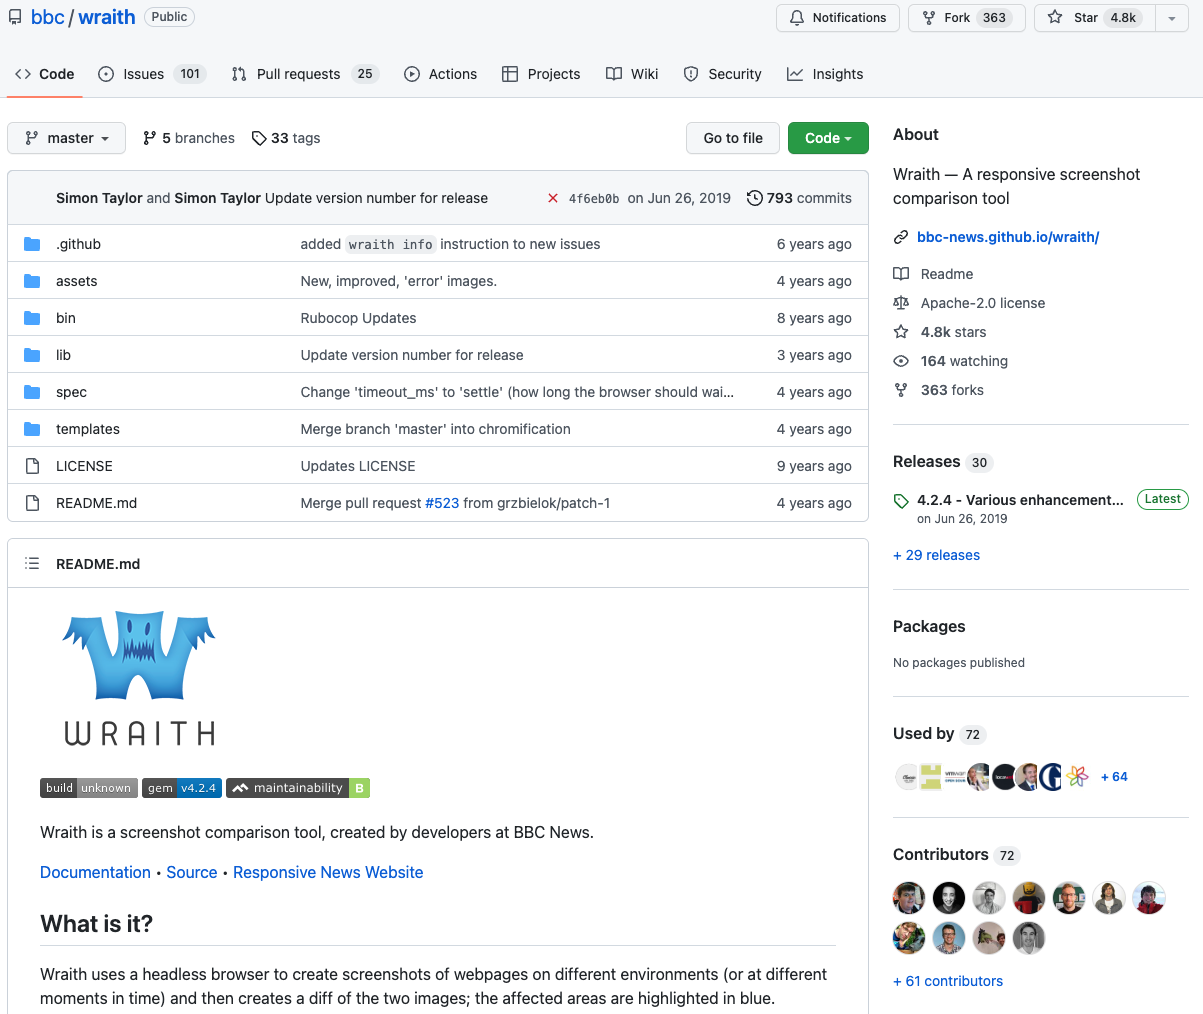 bbc / wraith Public
Notifications Fork 363 Star 4.8k
Code Issues 101 Pull requests 25 Actions Projects Wiki Security Insights
master 5 branches 33 tags Go to file Code
Simon Taylor and Simon Taylor Update version number for release 4f6eb0b on Jun 26, 2019 793 commits
.github added wraith info instruction to new issues 6 years ago
assets New, improved, 'error' images. 4 years ago
bin Rubocop Updates 8 years ago
lib Update version number for release 3 years ago
spec Change 'timeout_ms' to 'settle' (how long the browser should wai... 4 years ago
templates Merge branch 'master' into chromification 4 years ago
LICENSE Updates LICENSE 9 years ago
README.md Merge pull request #523 from grzbielok/patch-1 4 years ago
README.md
WRAITH
build unknown gem v4.2.4 maintainability B
Wraith is a screenshot comparison tool, created by developers at BBC News.
Documentation • Source • Responsive News Website
What is it?
Wraith uses a headless browser to create screenshots of webpages on different environments (or at different
moments in time) and then creates a diff of the two images; the affected areas are highlighted in blue.
About
Wraith — A responsive screenshot
comparison tool
bbc-news.github.io/wraith/
Readme
Apache-2.0 license
4.8k stars
164 watching
363 forks
Releases 30
4.2.4 - Various enhancement... Latest
on Jun 26, 2019
+ 29 releases
Packages
No packages published
Used by 72
+ 64
Contributors 72
+ 61 contributors